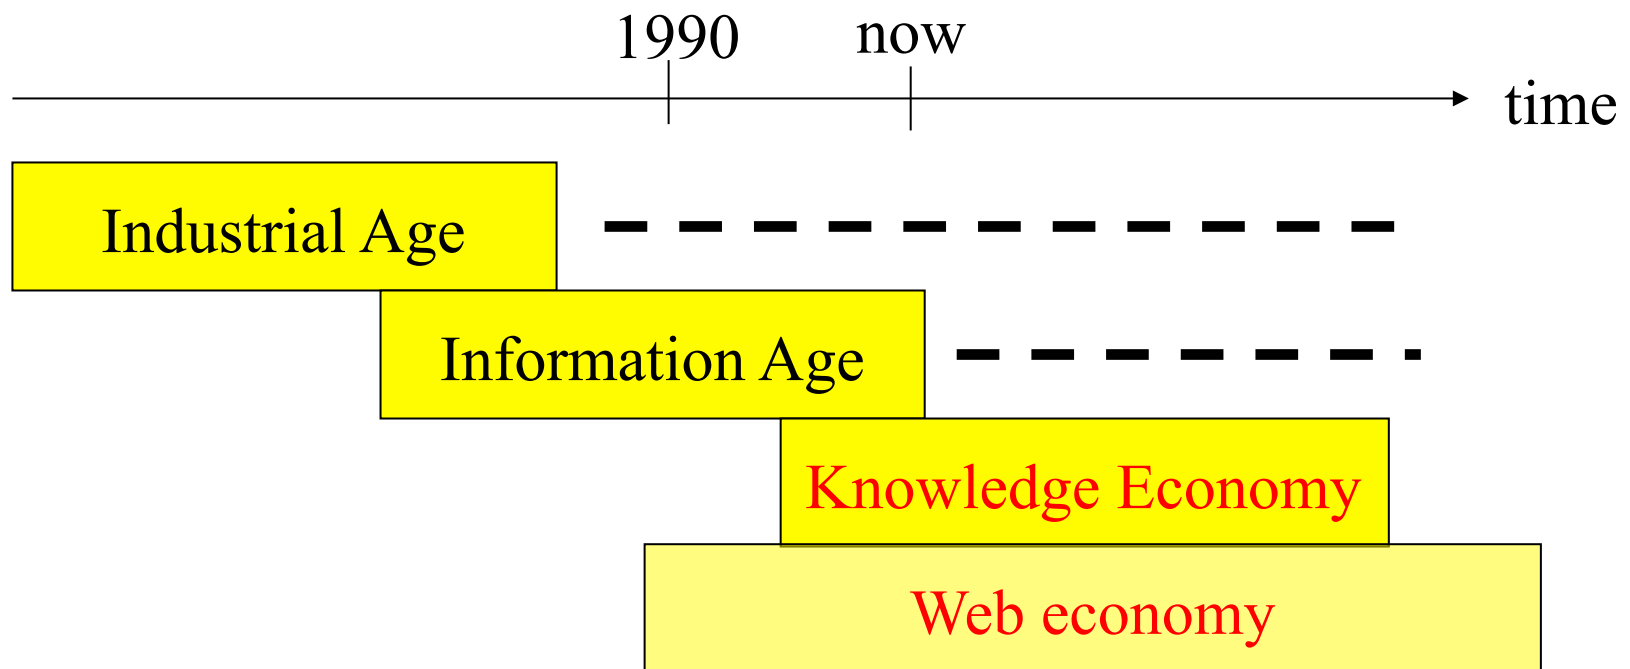 1990
now
time
Industrial Age
Information Age
Knowledge Economy
Web economy